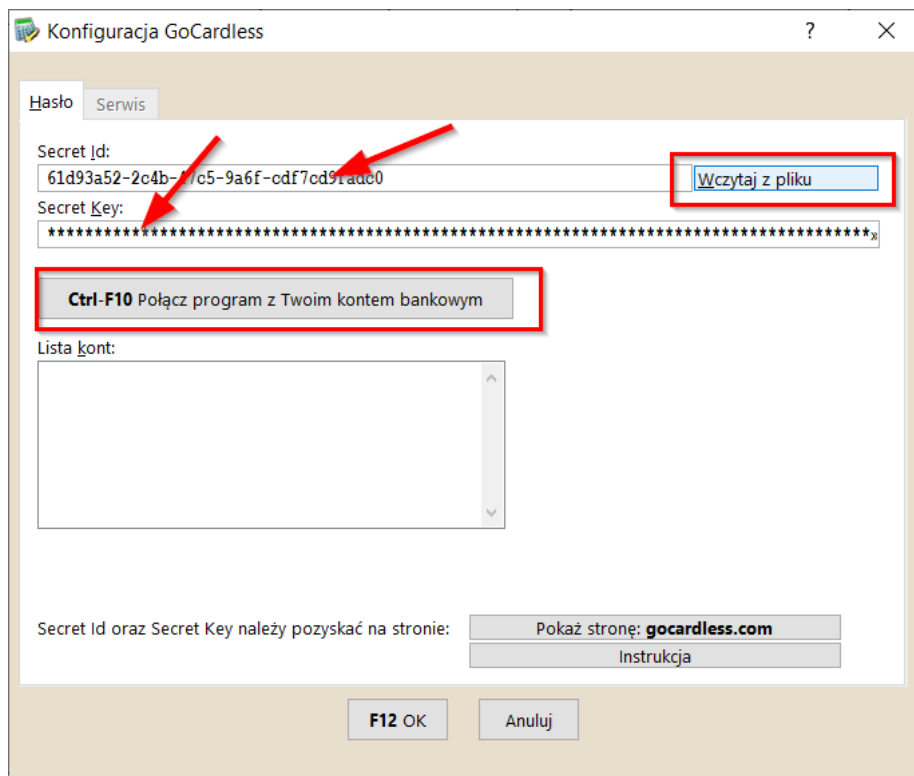 Konfiguracja GoCardless ?
Hasło Serwis
Secret Id:
Wczytaj z pliku
Secret Key:
************************************************************************************»
Ctrl-F10 Połącz program z Twoim kontem bankowym
Lista kont:
Secret Id oraz Secret Key należy pozyskać na stronie: Pokaż stronę: gocardless.com
Instrukcja
F12 OK Anuluj